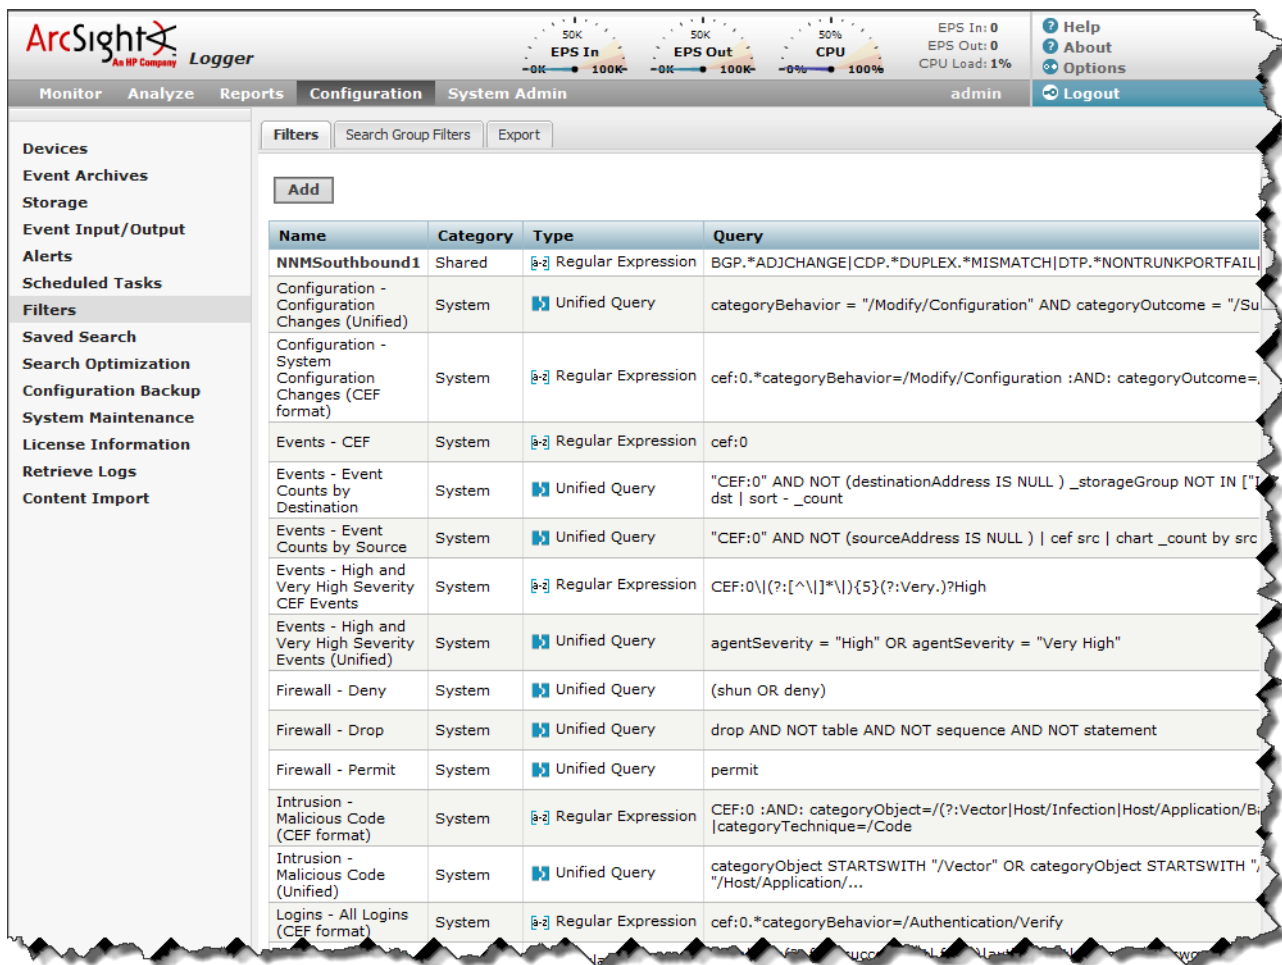 ArcSight
An HP Company
Logger
50K
EPS In
0K 100K
50K
EPS Out
0K 100K
50%
CPU
0% 100%
EPS In: 0
EPS Out: 0
CPU Load: 1%
Help
About
Options
Monitor Analyze Reports Configuration System Admin admin Logout
Devices
Event Archives
Storage
Event Input/Output
Alerts
Scheduled Tasks
Filters
Saved Search
Search Optimization
Configuration Backup
System Maintenance
License Information
Retrieve Logs
Content Import
Filters Search Group Filters Export
Add
Name Category Type Query
NNMSouthbound1 Shared [a-z] Regular Expression BGP.*ADJCHANGE|CDP.*DUPLEX.*MISMATCH|DTP.*NONTRUNKPORTFAIL|
Configuration -
Configuration
Changes (Unified)
System Unified Query categoryBehavior = "/Modify/Configuration" AND categoryOutcome = "/Su
Configuration -
System
Configuration
Changes (CEF
format)
System [a-z] Regular Expression cef:0.*categoryBehavior=/Modify/Configuration :AND: categoryOutcome=
Events - CEF System [a-z] Regular Expression cef:0
Events - Event
Counts by
Destination
System Unified Query "CEF:0" AND NOT (destinationAddress IS NULL ) _storageGroup NOT IN ["I
dst | sort - _count
Events - Event
Counts by Source
System Unified Query "CEF:0" AND NOT (sourceAddress IS NULL ) | cef src | chart _count by src
Events - High and
Very High Severity
CEF Events
System [a-z] Regular Expression CEF:0\|(?:[^\|]*\|){5}(?:Very.)?High
Events - High and
Very High Severity
Events (Unified)
System Unified Query agentSeverity = "High" OR agentSeverity = "Very High"
Firewall - Deny System Unified Query (shun OR deny)
Firewall - Drop System Unified Query drop AND NOT table AND NOT sequence AND NOT statement
Firewall - Permit System Unified Query permit
Intrusion -
Malicious Code
(CEF format)
System [a-z] Regular Expression CEF:0 :AND: categoryObject=/(?:Vector|Host/Infection|Host/Application/Ba
|categoryTechnique=/Code
Intrusion -
Malicious Code
(Unified)
System Unified Query categoryObject STARTSWITH "/Vector" OR categoryObject STARTSWITH "/
"/Host/Application/...
Logins - All Logins
(CEF format)
System [a-z] Regular Expression cef:0.*categoryBehavior=/Authentication/Verify